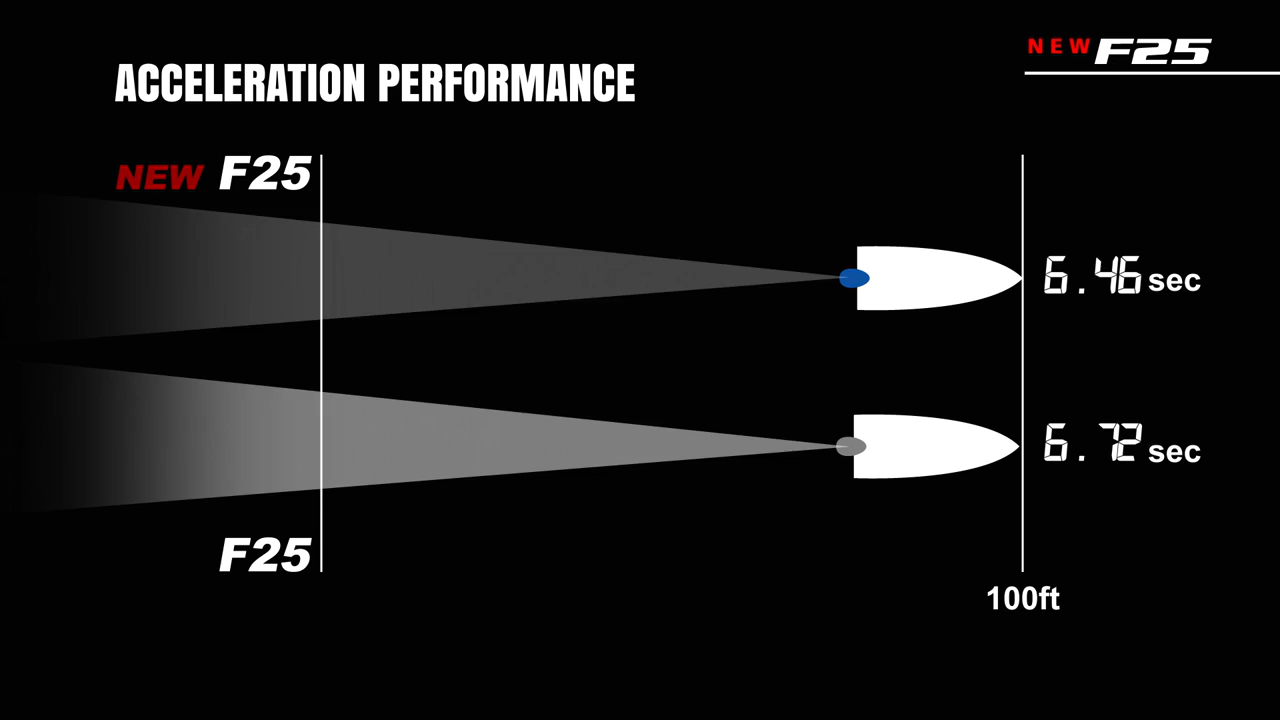 NEW F25
ACCELERATION PERFORMANCE
NEW F25
6.46 sec
6.72 sec
F25
100ft